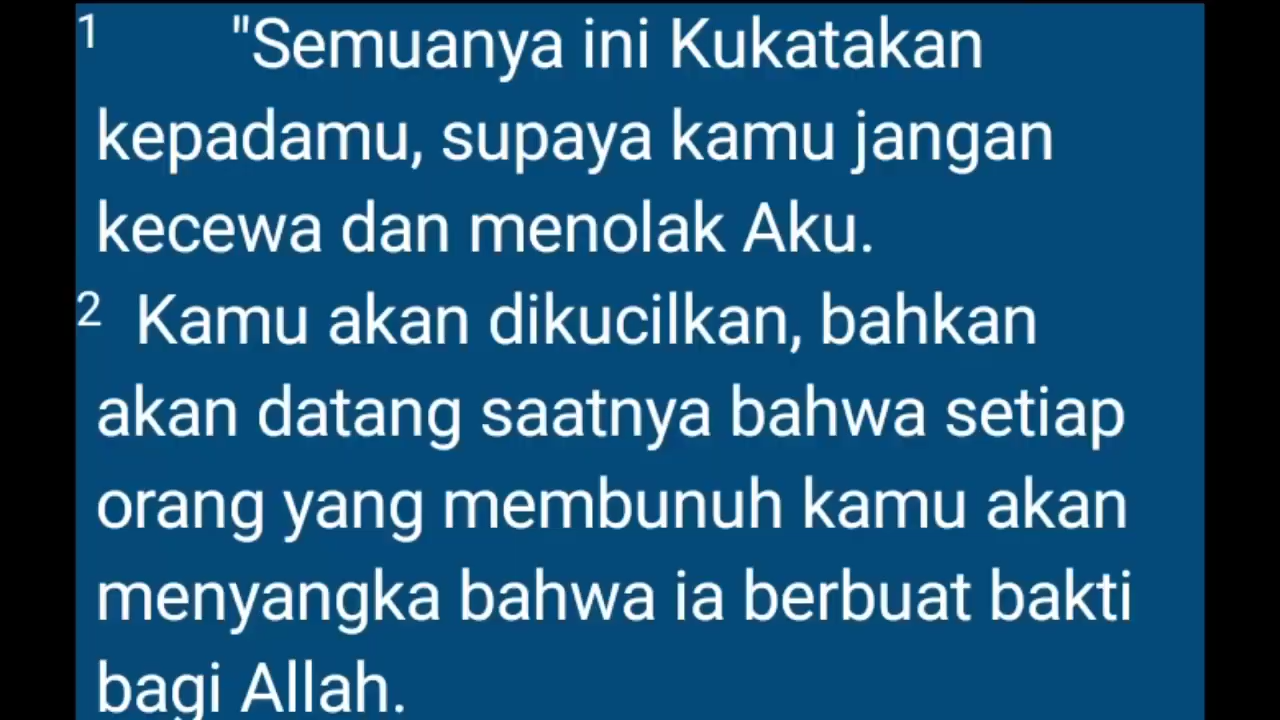 1 "Semuanya ini Kukatakan
kepadamu, supaya kamu jangan
kecewa dan menolak Aku.
2 Kamu akan dikucilkan, bahkan
akan datang saatnya bahwa setiap
orang yang membunuh kamu akan
menyangka bahwa ia berbuat bakti
bagi Allah.